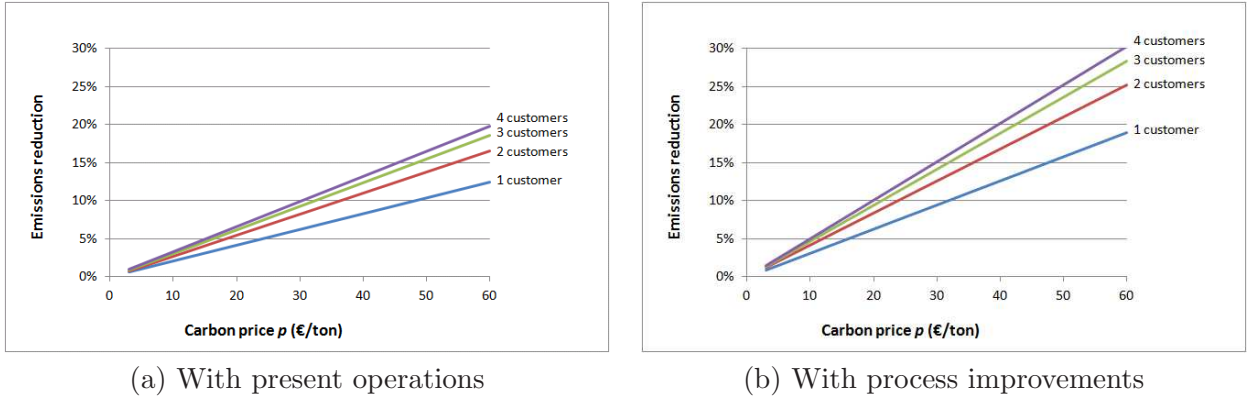 30%
25%
20%
15%
10%
5%
0%
Emissions reduction
0 10 20 30 40 50 60
Carbon price p (€/ton)
4 customers
3 customers
2 customers
1 customer
(a) With present operations
30%
25%
20%
15%
10%
5%
0%
Emissions reduction
0 10 20 30 40 50 60
Carbon price p (€/ton)
4 customers
3 customers
2 customers
1 customer
(b) With process improvements